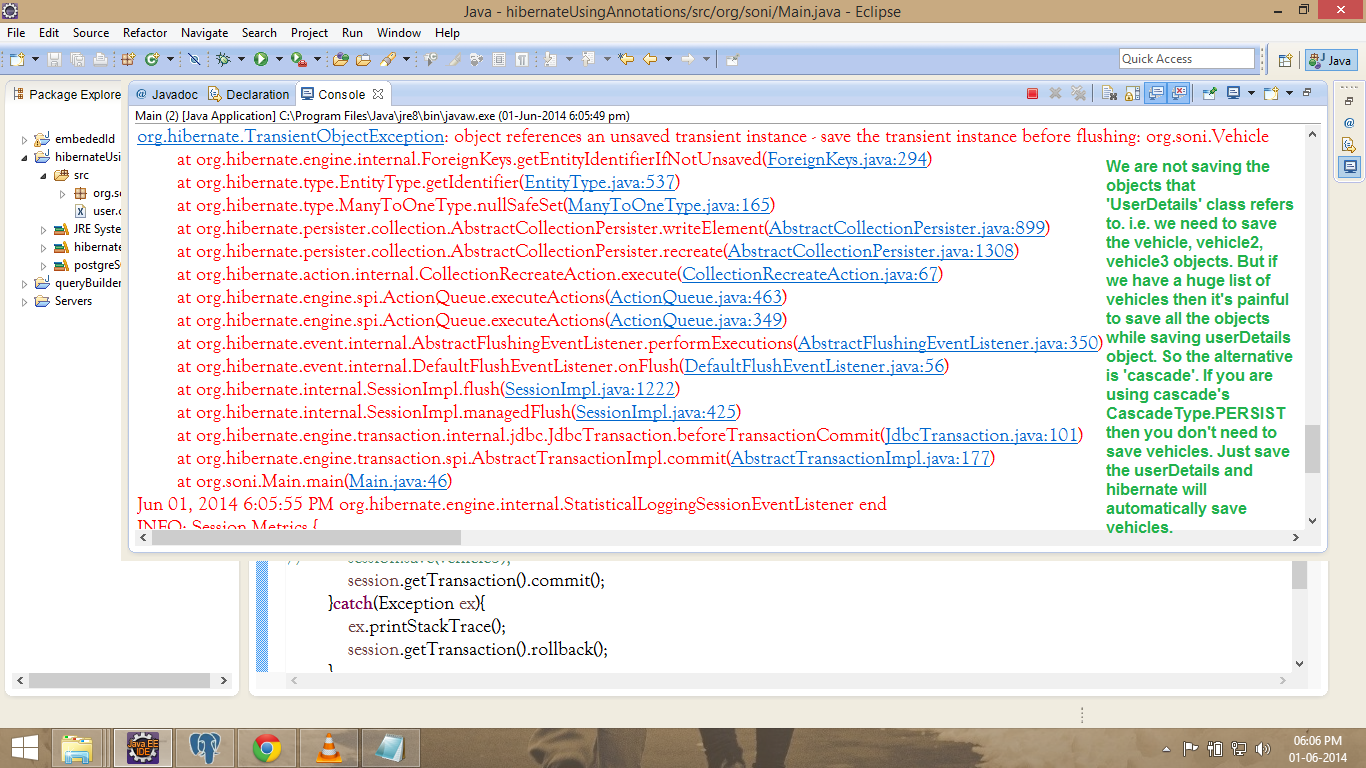 Java - hibernateUsingAnnotations/src/org/soni/Main.java - Eclipse
File Edit Source Refactor Navigate Search Project Run Window Help
Quick Access
Java
Package Explore
embededId
hibernateUsi
src
org.so
user.c
JRE Syste
hibernate
postgreS
queryBuilder
Servers
@ Javadoc Declaration Console
Main (2) [Java Application] C:\Program Files\Java\jre8\bin\javaw.exe (01-Jun-2014 6:05:49 pm)
org.hibernate.TransientObjectException: object references an unsaved transient instance - save the transient instance before flushing: org.soni.Vehicle
at org.hibernate.engine.internal.ForeignKeys.getEntityIdentifierIfNotUnsaved(ForeignKeys.java:294)
at org.hibernate.type.EntityType.getIdentifier(EntityType.java:537)
at org.hibernate.type.ManyToOneType.nullSafeSet(ManyToOneType.java:165)
at org.hibernate.persister.collection.AbstractCollectionPersister.writeElement(AbstractCollectionPersister.java:899)
at org.hibernate.persister.collection.AbstractCollectionPersister.recreate(AbstractCollectionPersister.java:1308)
at org.hibernate.action.internal.CollectionRecreateAction.execute(CollectionRecreateAction.java:67)
at org.hibernate.engine.spi.ActionQueue.executeActions(ActionQueue.java:463)
at org.hibernate.engine.spi.ActionQueue.executeActions(ActionQueue.java:349)
at org.hibernate.event.internal.AbstractFlushingEventListener.performExecutions(AbstractFlushingEventListener.java:350)
at org.hibernate.event.internal.DefaultFlushEventListener.onFlush(DefaultFlushEventListener.java:56)
at org.hibernate.internal.SessionImpl.flush(SessionImpl.java:1222)
at org.hibernate.internal.SessionImpl.managedFlush(SessionImpl.java:425)
at org.hibernate.engine.transaction.internal.jdbc.JdbcTransaction.beforeTransactionCommit(JdbcTransaction.java:101)
at org.hibernate.engine.transaction.spi.AbstractTransactionImpl.commit(AbstractTransactionImpl.java:177)
at org.soni.Main.main(Main.java:46)
Jun 01, 2014 6:05:55 PM org.hibernate.engine.internal.StatisticalLoggingSessionEventListener end
INFO: Session Metrics {
We are not saving the
objects that
'UserDetails' class refers
to. i.e. we need to save
the vehicle, vehicle2,
vehicle3 objects. But if
we have a huge list of
vehicles then it's painful
to save all the objects
while saving userDetails
object. So the alternative
is 'cascade'. If you are
using cascade's
CascadeType.PERSIST
then you don't need to
save vehicles. Just save
the userDetails and
hibernate will
automatically save
vehicles.
// session.save(vehicle3);
session.getTransaction().commit();
}catch(Exception ex){
ex.printStackTrace();
session.getTransaction().rollback();
}
Java EE
IDE
06:06 PM
01-06-2014